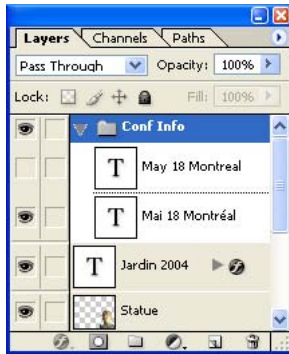 Layers Channels Paths
Pass Through Opacity: 100%
Lock: Fill: 100%
Conf Info
T May 18 Montreal
T Mai 18 Montréal
T Jardin 2004
Statue